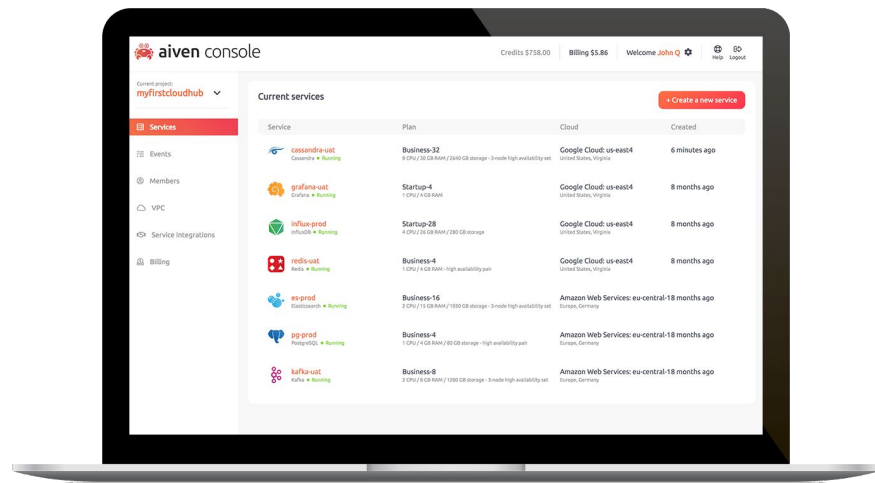 aiven console
Credits $758.00
Billing $5.86
Welcome John Q
Help
Logout
Current project:
myfirstcloudhub
Services
Events
Members
VPC
Service Integrations
Billing
Current services
+ Create a new service
Service Plan Cloud Created
cassandra-uat Business-32 Google Cloud: us-east4 6 minutes ago
Cassandra Running 8 CPU / 30 GB RAM / 2640 GB storage - 3-node high availability set United States, Virginia
grafana-uat Startup-4 Google Cloud: us-east4 8 months ago
Grafana Running 1 CPU / 4 GB RAM United States, Virginia
influx-prod Startup-28 Google Cloud: us-east4 8 months ago
InfluxDB Running 4 CPU / 26 GB RAM / 280 GB storage United States, Virginia
redis-uat Business-4 Google Cloud: us-east4 8 months ago
Redis Running 1 CPU / 4 GB RAM - high availability pair United States, Virginia
es-prod Business-16 Amazon Web Services: eu-central-1 8 months ago
Elasticsearch Running 2 CPU / 15 GB RAM / 1050 GB storage - 3-node high availability set Europe, Germany
pg-prod Business-4 Amazon Web Services: eu-central-1 8 months ago
PostgreSQL Running 1 CPU / 4 GB RAM / 80 GB storage - high availability pair Europe, Germany
kafka-uat Business-8 Amazon Web Services: eu-central-1 8 months ago
Kafka Running 2 CPU / 8 GB RAM / 1200 GB storage - 3-node high availability set Europe, Germany